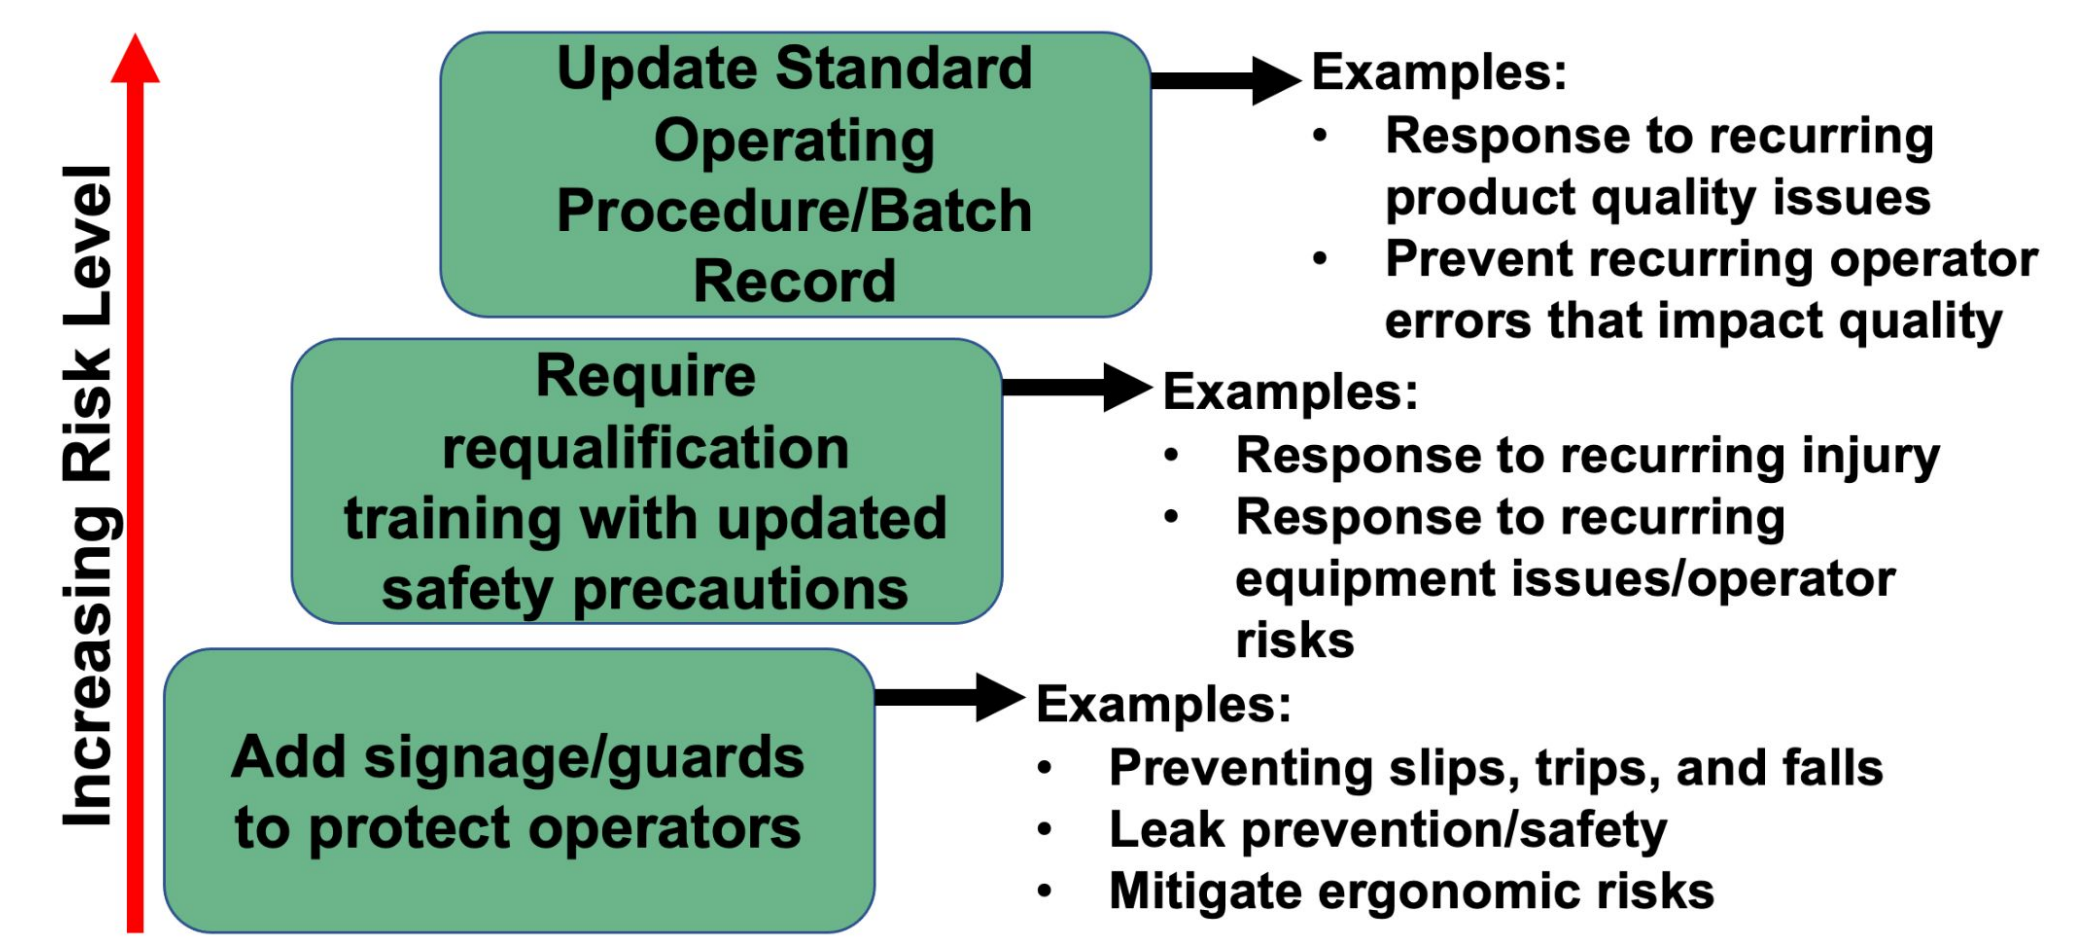 Increasing Risk Level
Update Standard
Operating
Procedure/Batch
Record
Examples:
• Response to recurring
product quality issues
• Prevent recurring operator
errors that impact quality
Require
requalification
training with updated
safety precautions
Examples:
• Response to recurring injury
• Response to recurring
equipment issues/operator
risks
Add signage/guards
to protect operators
Examples:
• Preventing slips, trips, and falls
• Leak prevention/safety
• Mitigate ergonomic risks